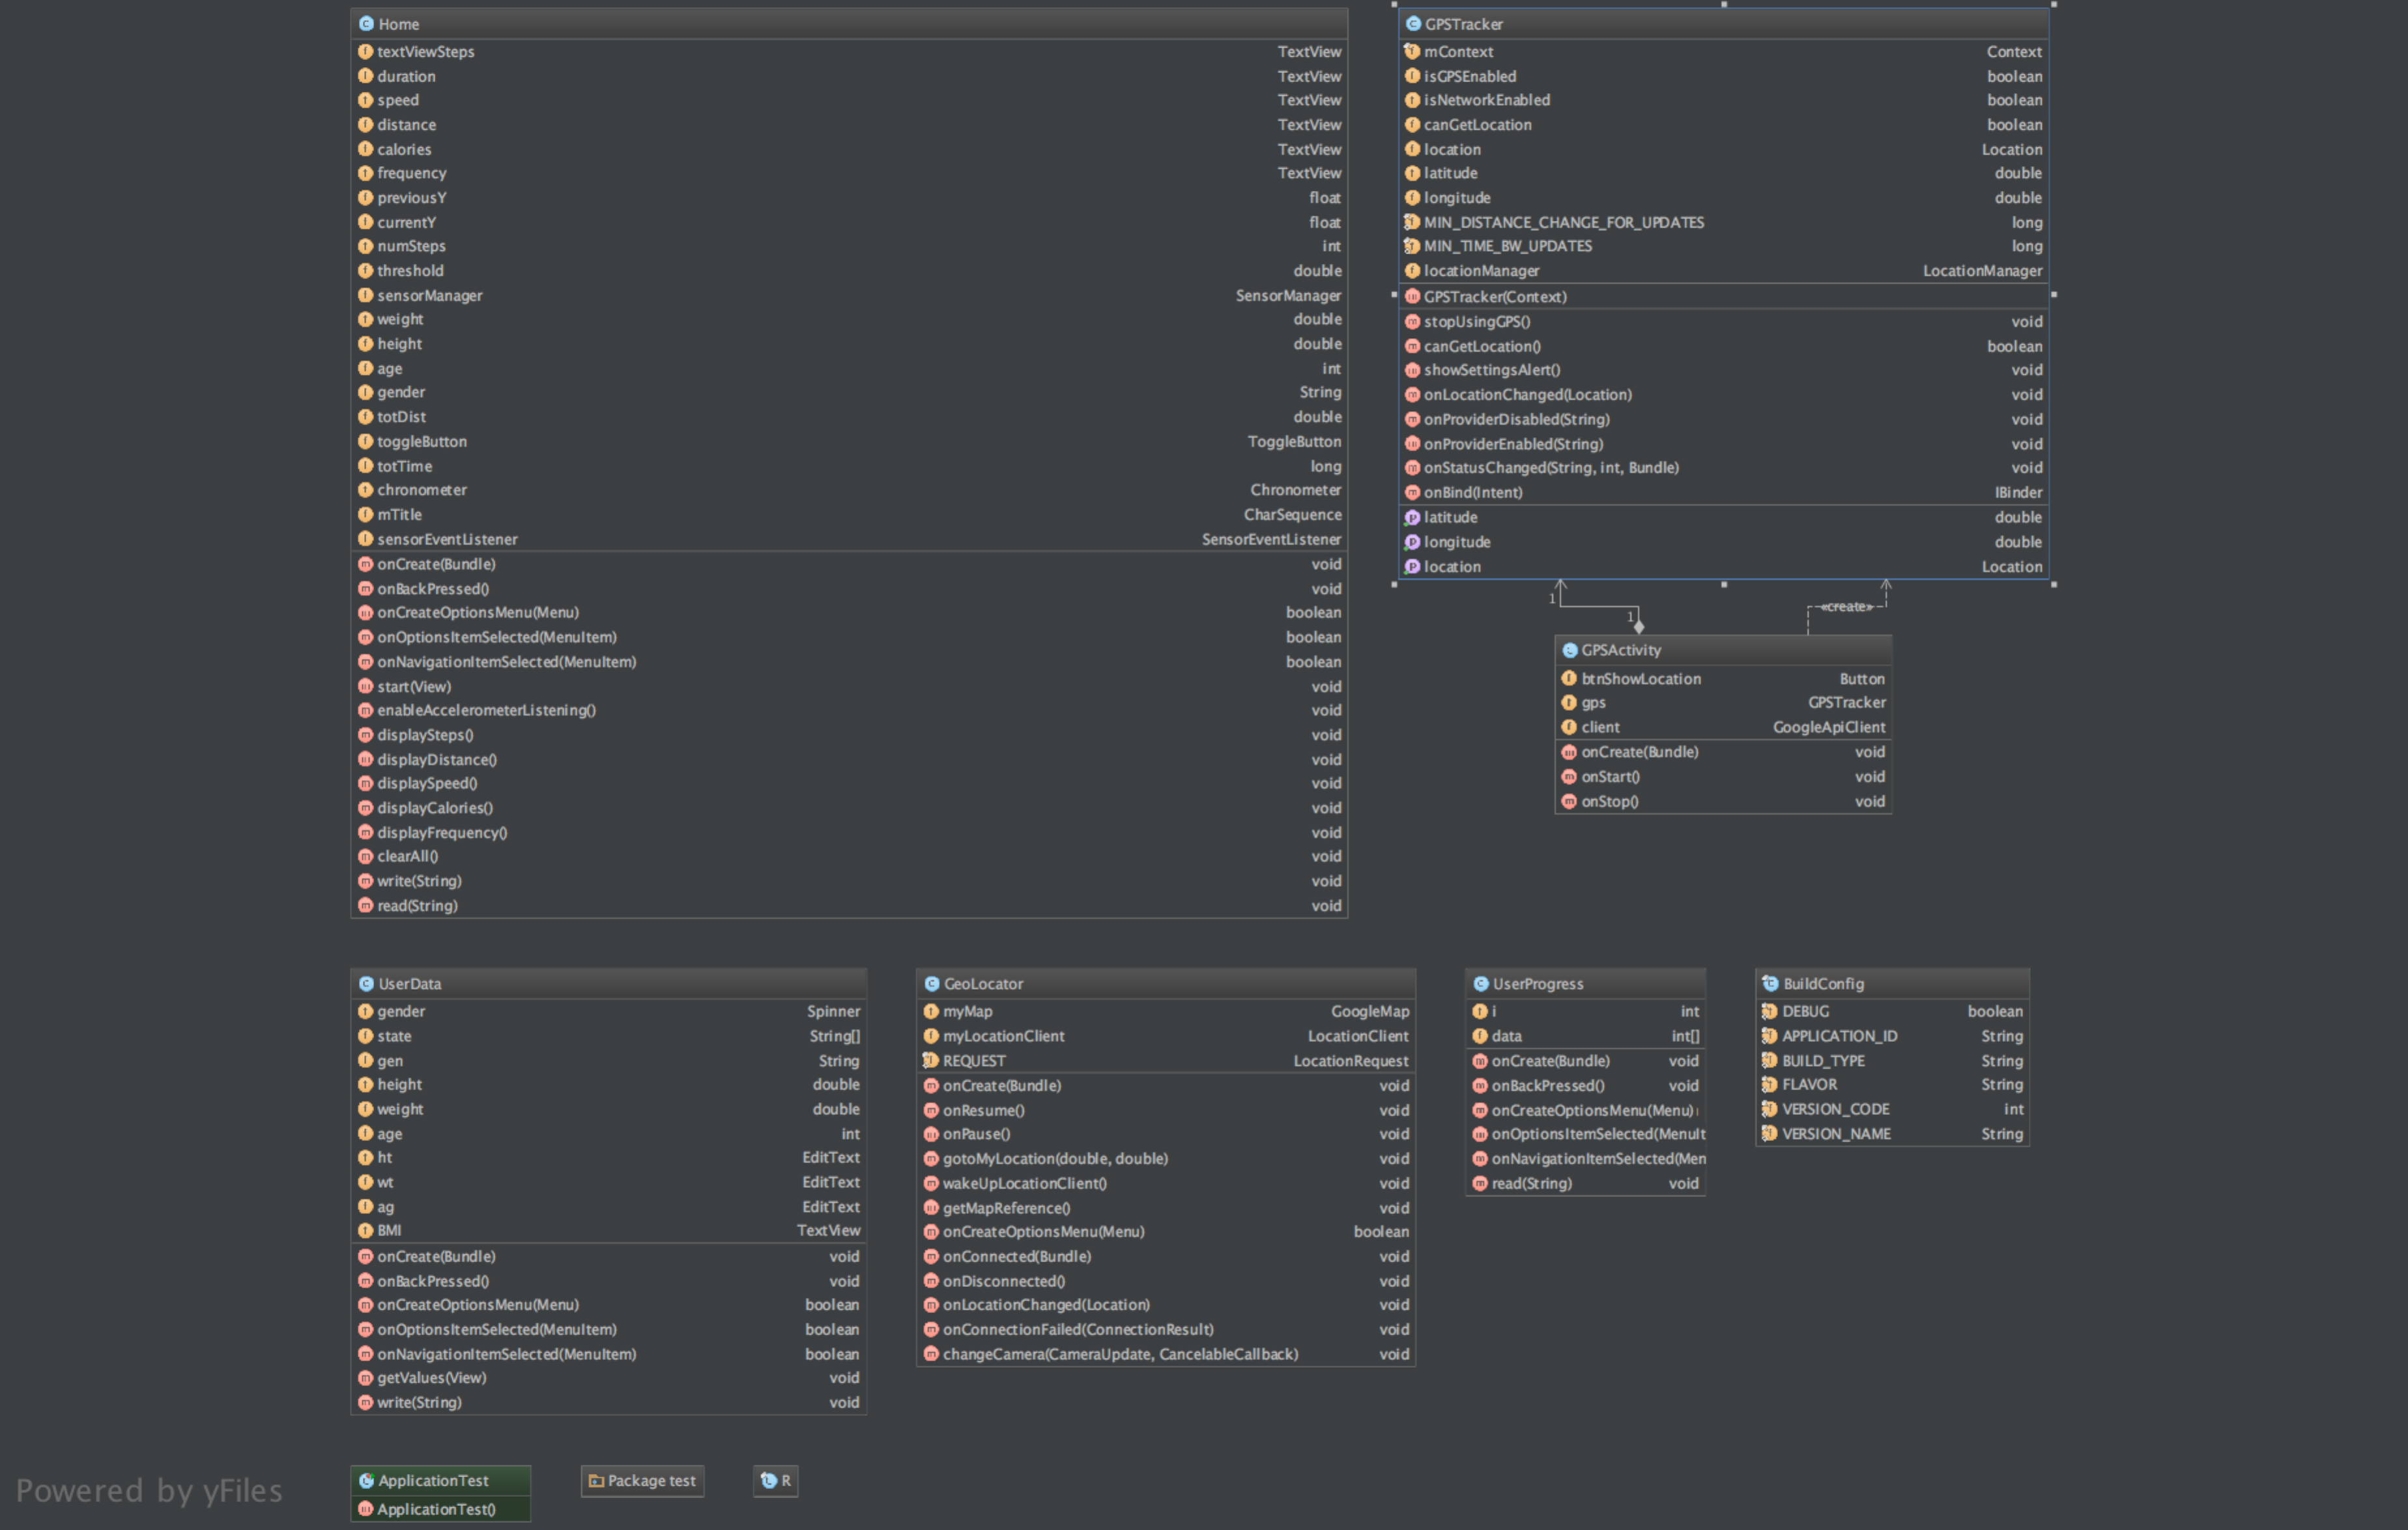 Home
textViewSteps TextView
duration TextView
speed TextView
distance TextView
calories TextView
frequency TextView
previousY float
currentY float
numSteps int
threshold double
sensorManager SensorManager
weight double
height double
age int
gender String
totDist double
toggleButton ToggleButton
totTime long
chronometer Chronometer
mTitle CharSequence
sensorEventListener SensorEventListener
onCreate(Bundle) void
onBackPressed() void
onCreateOptionsMenu(Menu) boolean
onOptionsItemSelected(MenuItem) boolean
onNavigationItemSelected(MenuItem) boolean
start(View) void
enableAccelerometerListening() void
displaySteps() void
displayDistance() void
displaySpeed() void
displayCalories() void
displayFrequency() void
clearAll() void
write(String) void
read(String) void
GPSTracker
mContext Context
isGPSEnabled boolean
isNetworkEnabled boolean
canGetLocation boolean
location Location
latitude double
longitude double
MIN_DISTANCE_CHANGE_FOR_UPDATES long
MIN_TIME_BW_UPDATES long
locationManager LocationManager
GPSTracker(Context)
stopUsingGPS() void
canGetLocation() boolean
showSettingsAlert() void
onLocationChanged(Location) void
onProviderDisabled(String) void
onProviderEnabled(String) void
onStatusChanged(String, int, Bundle) void
onBind(Intent) IBinder
latitude double
longitude double
location Location
1
1
«create»
GPSActivity
btnShowLocation Button
gps GPSTracker
client GoogleApiClient
onCreate(Bundle) void
onStart() void
onStop() void
UserData
gender Spinner
state String[]
gen String
height double
weight double
age int
ht EditText
wt EditText
ag EditText
BMI TextView
onCreate(Bundle) void
onBackPressed() void
onCreateOptionsMenu(Menu) boolean
onOptionsItemSelected(MenuItem) boolean
onNavigationItemSelected(MenuItem) boolean
getValues(View) void
write(String) void
GeoLocator
myMap GoogleMap
myLocationClient LocationClient
REQUEST LocationRequest
onCreate(Bundle) void
onResume() void
onPause() void
gotoMyLocation(double, double) void
wakeUpLocationClient() void
getMapReference() void
onCreateOptionsMenu(Menu) boolean
onConnected(Bundle) void
onDisconnected() void
onLocationChanged(Location) void
onConnectionFailed(ConnectionResult) void
changeCamera(CameraUpdate, CancelableCallback) void
UserProgress
i int
data int[]
onCreate(Bundle) void
onBackPressed() void
onCreateOptionsMenu(Menu)
onOptionsItemSelected(MenuIt
onNavigationItemSelected(Men
read(String) void
BuildConfig
DEBUG boolean
APPLICATION_ID String
BUILD_TYPE String
FLAVOR String
VERSION_CODE int
VERSION_NAME String
ApplicationTest
ApplicationTest()
Package test
R
Powered by yFiles